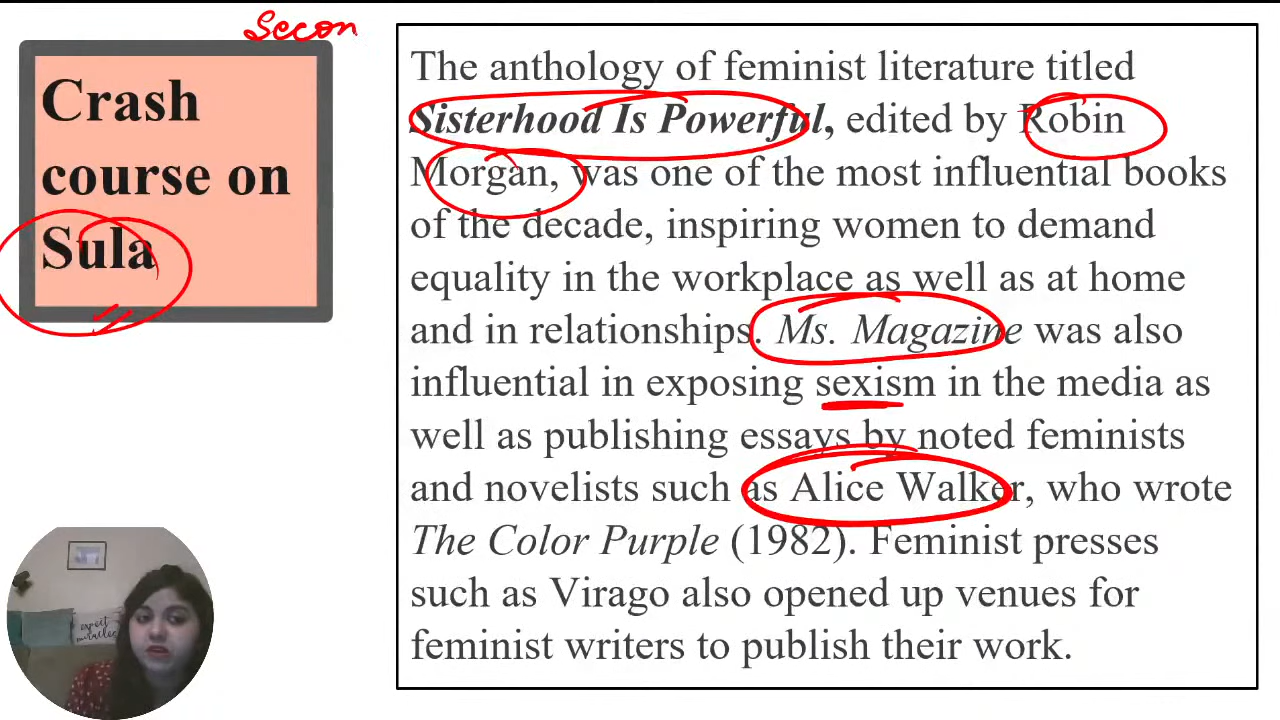 Secon
Crash
course on
Sula
The anthology of feminist literature titled
Sisterhood Is Powerful, edited by Robin
Morgan, was one of the most influential books
of the decade, inspiring women to demand
equality in the workplace as well as at home
and in relationships. Ms. Magazine was also
influential in exposing sexism in the media as
well as publishing essays by noted feminists
and novelists such as Alice Walker, who wrote
The Color Purple (1982). Feminist presses
such as Virago also opened up venues for
feminist writers to publish their work.
expect
miracles